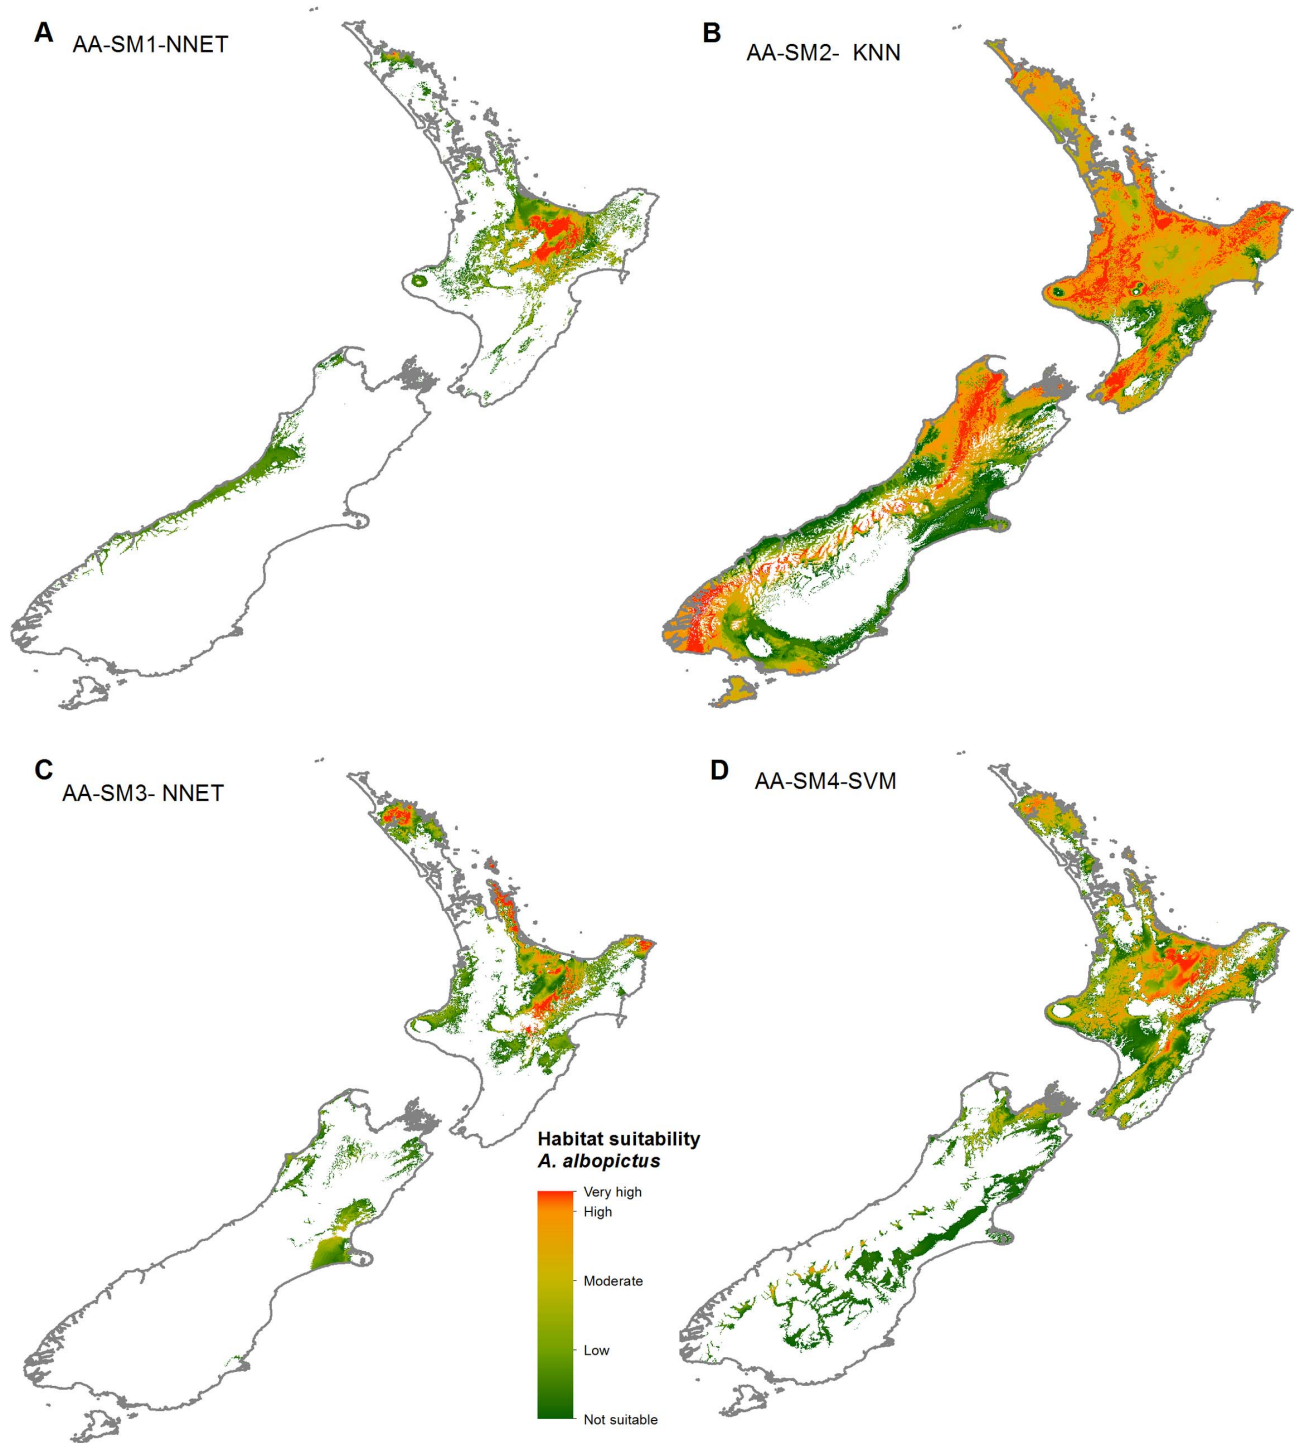 A
AA-SM1-NNET
B
AA-SM2- KNN
C
AA-SM3- NNET
D
AA-SM4-SVM
Habitat suitability
A. albopictus
Very high
High
Moderate
Low
Not suitable